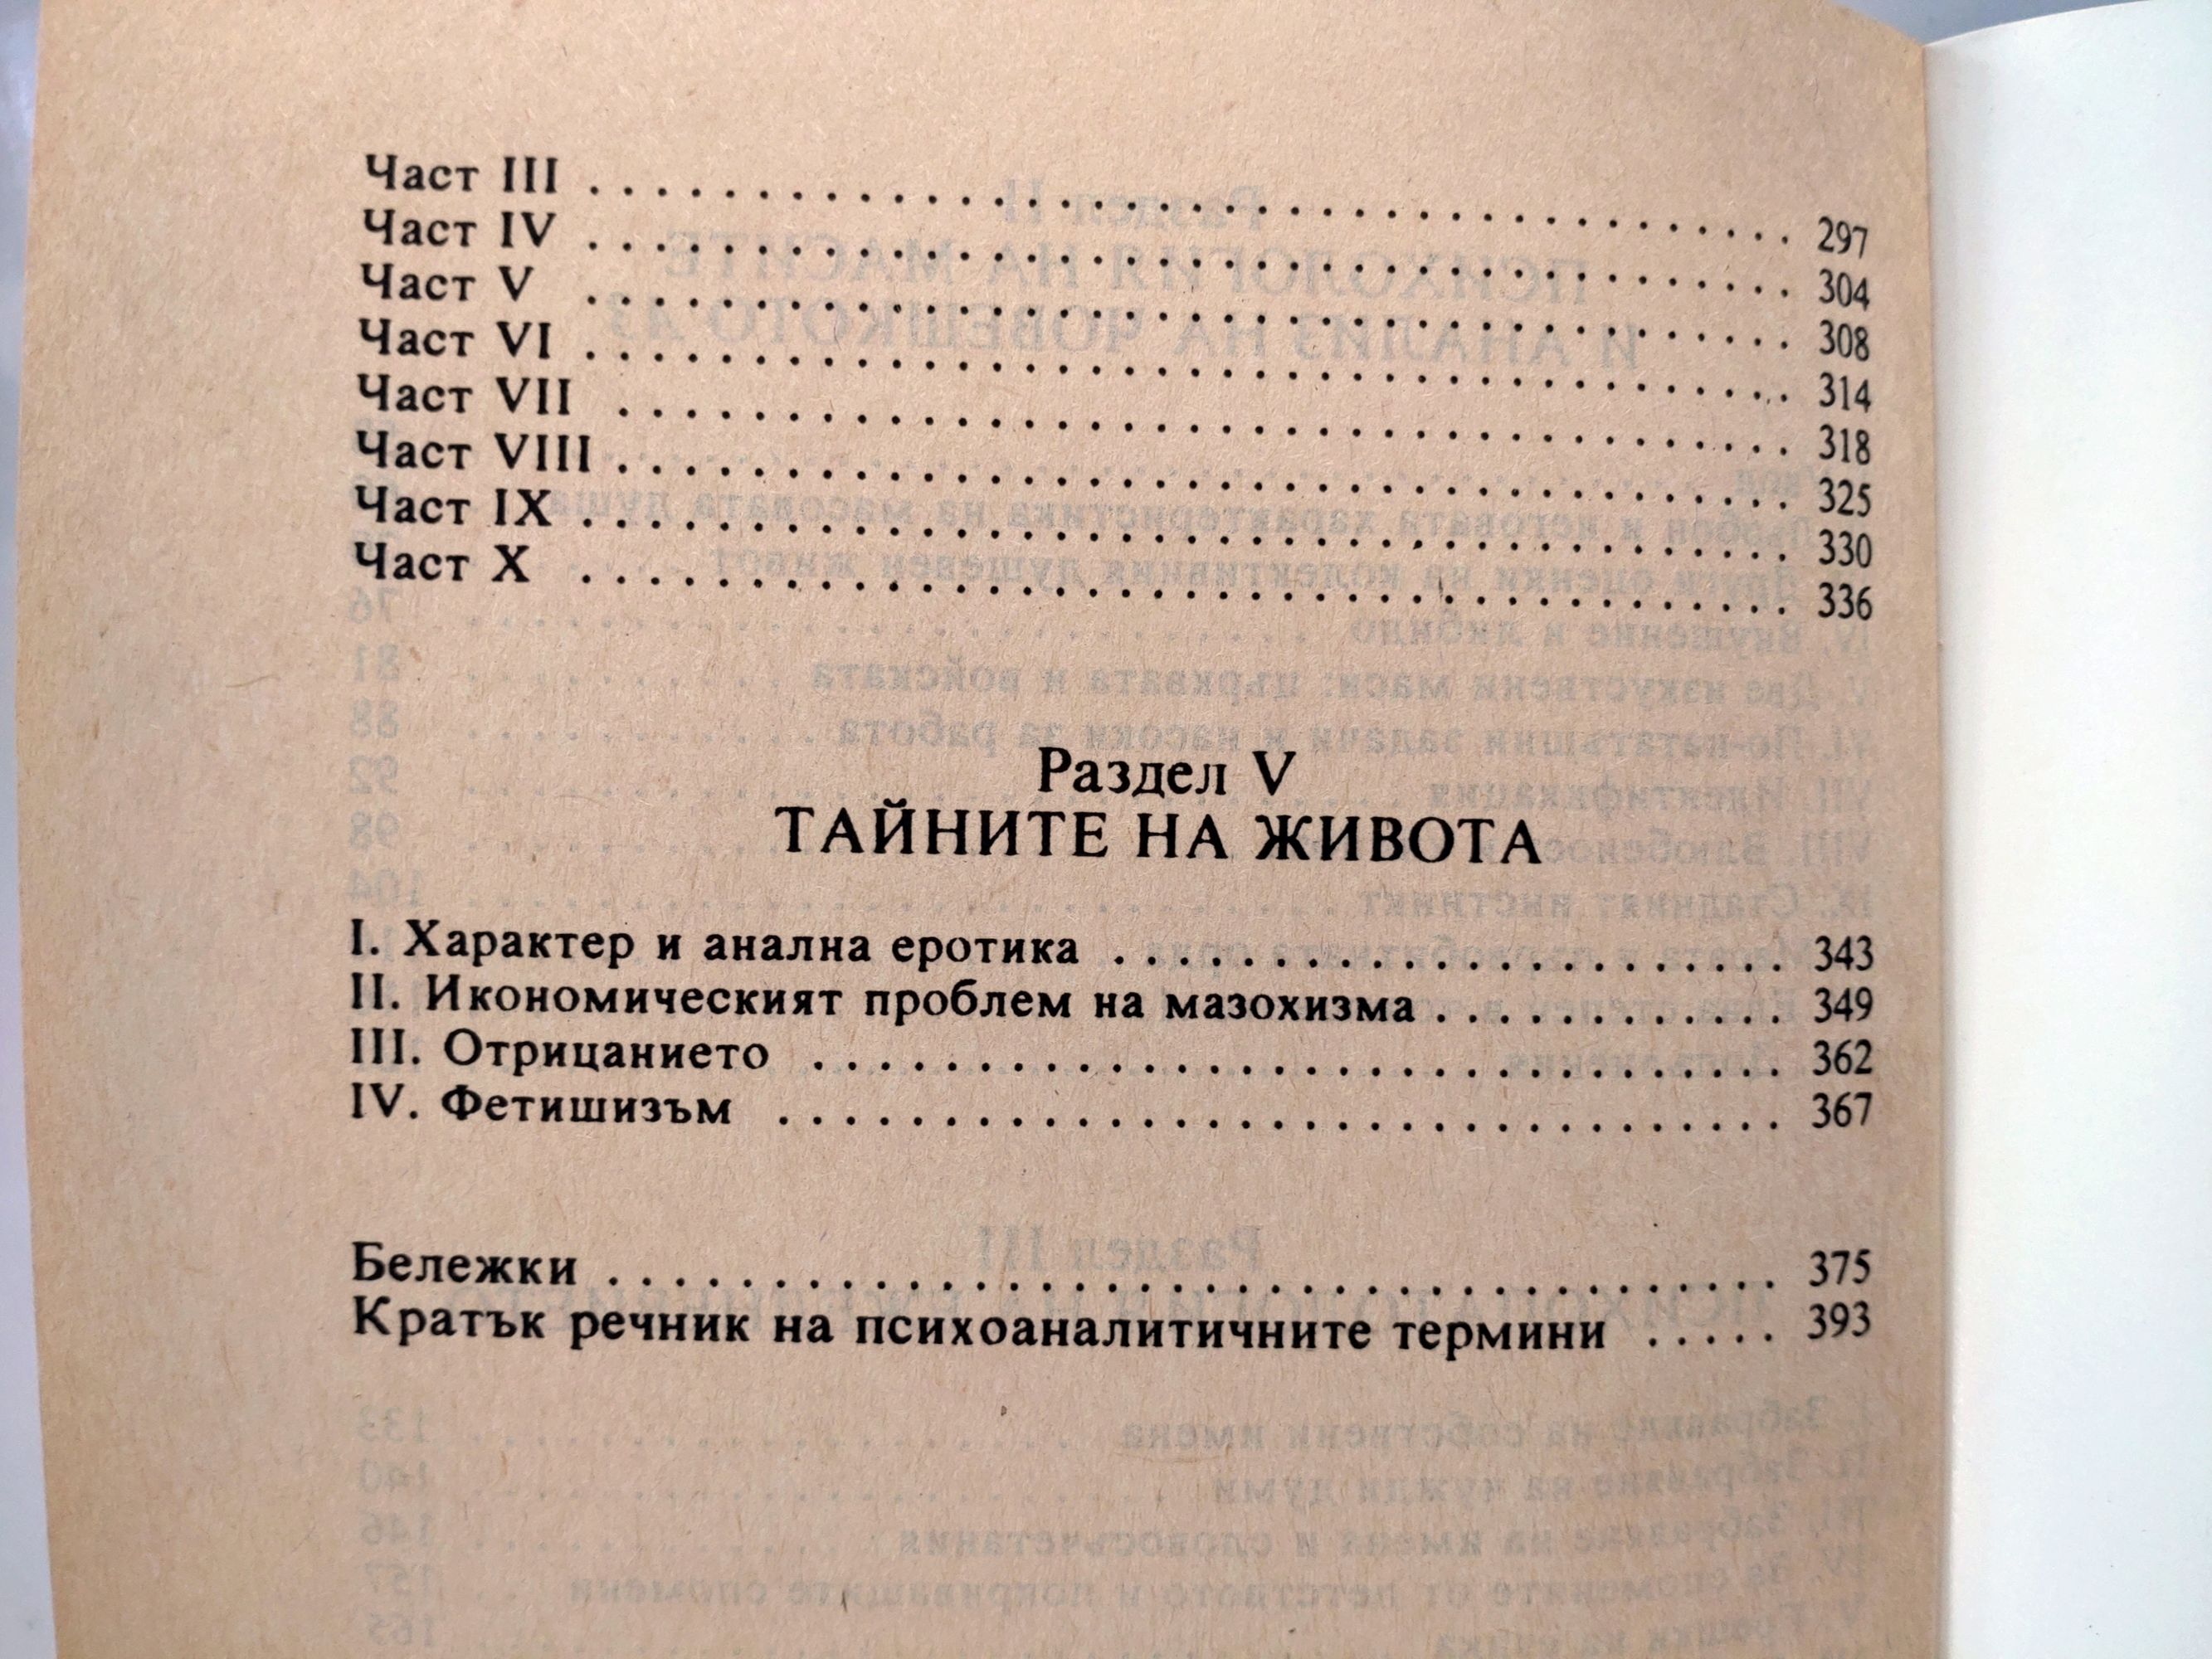 Част III . . . . . . . . . . . . . . . . . . . . . . . . . . . . . . . . . . . . 297
Част IV . . . . . . . . . . . . . . . . . . . . . . . . . . . . . . . . . . . . 304
Част V . . . . . . . . . . . . . . . . . . . . . . . . . . . . . . . . . . . . 308
Част VI . . . . . . . . . . . . . . . . . . . . . . . . . . . . . . . . . . . . 314
Част VII . . . . . . . . . . . . . . . . . . . . . . . . . . . . . . . . . . . 318
Част VIII . . . . . . . . . . . . . . . . . . . . . . . . . . . . . . . . . . . 325
Част IX . . . . . . . . . . . . . . . . . . . . . . . . . . . . . . . . . . . . 330
Част X . . . . . . . . . . . . . . . . . . . . . . . . . . . . . . . . . . . . 336
Раздел V
ТАЙНИТЕ НА ЖИВОТА
I. Характер и анална еротика . . . . . . . . . . . . . . . . . . . . . 343
II. Икономическият проблем на мазохизма . . . . . . . . . . . 349
III. Отрицанието . . . . . . . . . . . . . . . . . . . . . . . . . . . . . . 362
IV. Фетишизъм . . . . . . . . . . . . . . . . . . . . . . . . . . . . . . . 367
Бележки . . . . . . . . . . . . . . . . . . . . . . . . . . . . . . . . . . . . 375
Кратък речник на психоаналитичните термини . . . . . 393